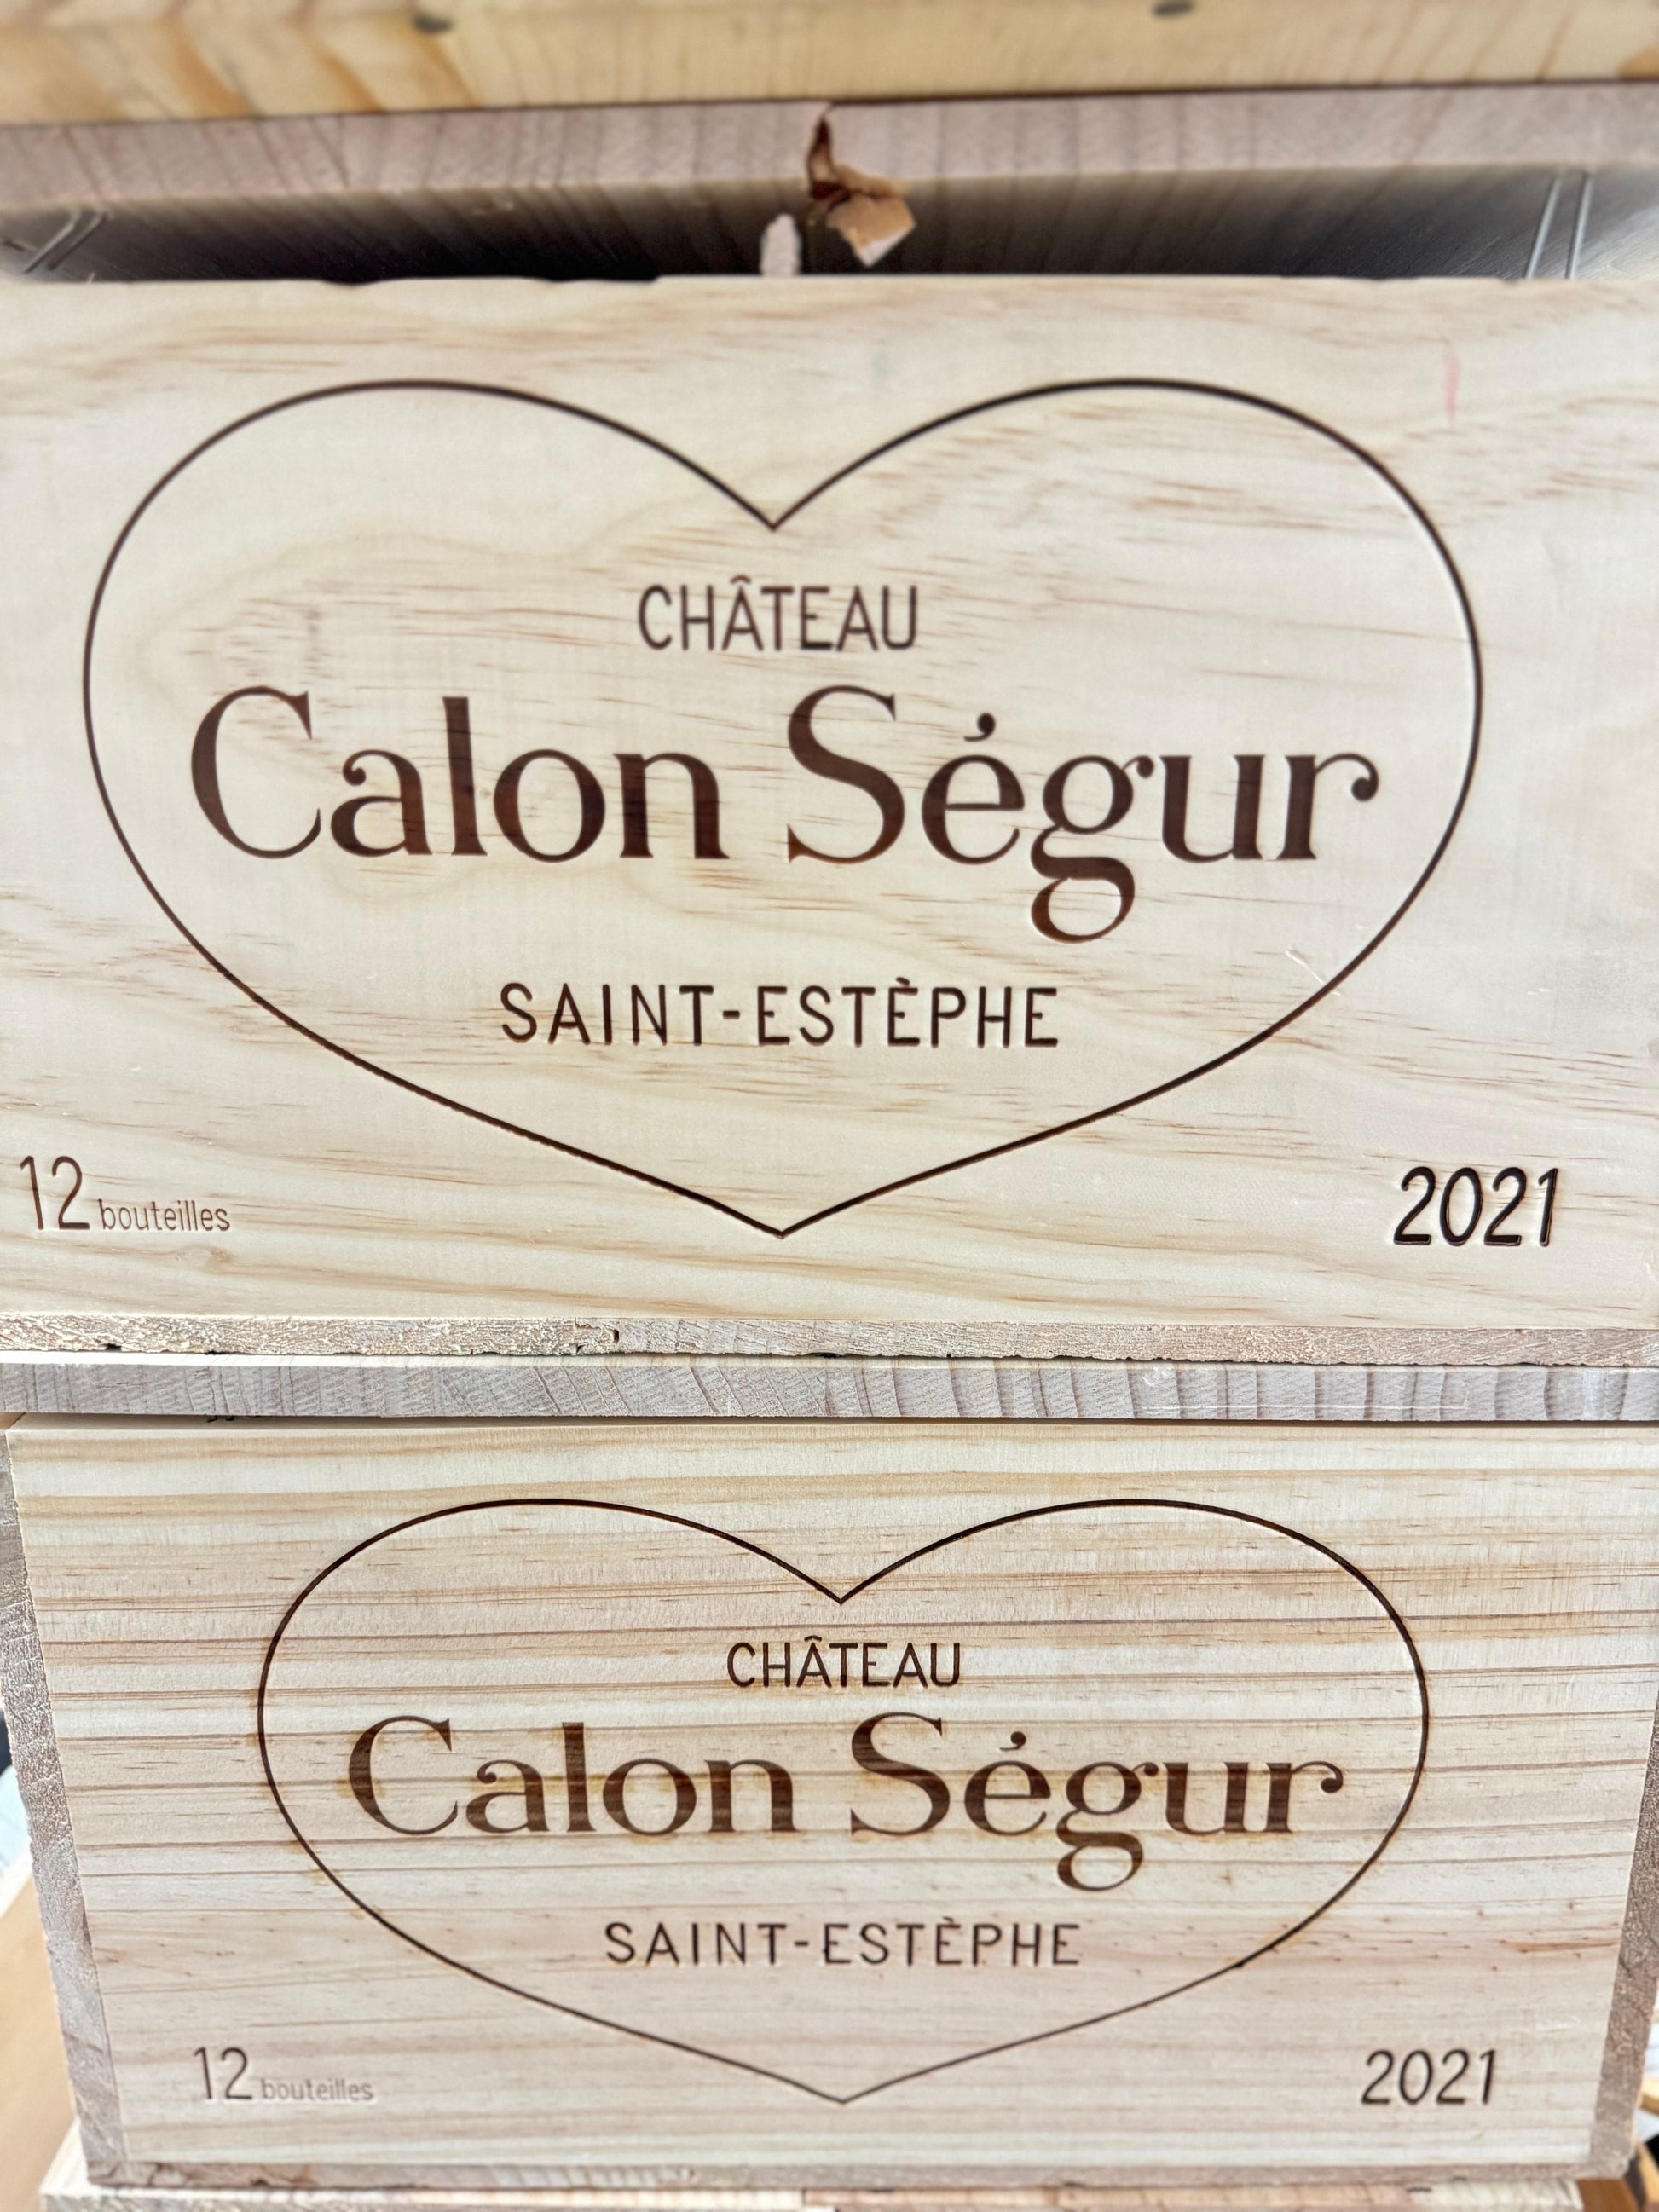 CHÂTEAU
Calon Ségur
SAINT-ESTÈPHE
12 bouteilles
2021
CHÂTEAU
Calon Ségur
SAINT-ESTÈPHE
12 bouteilles
2021